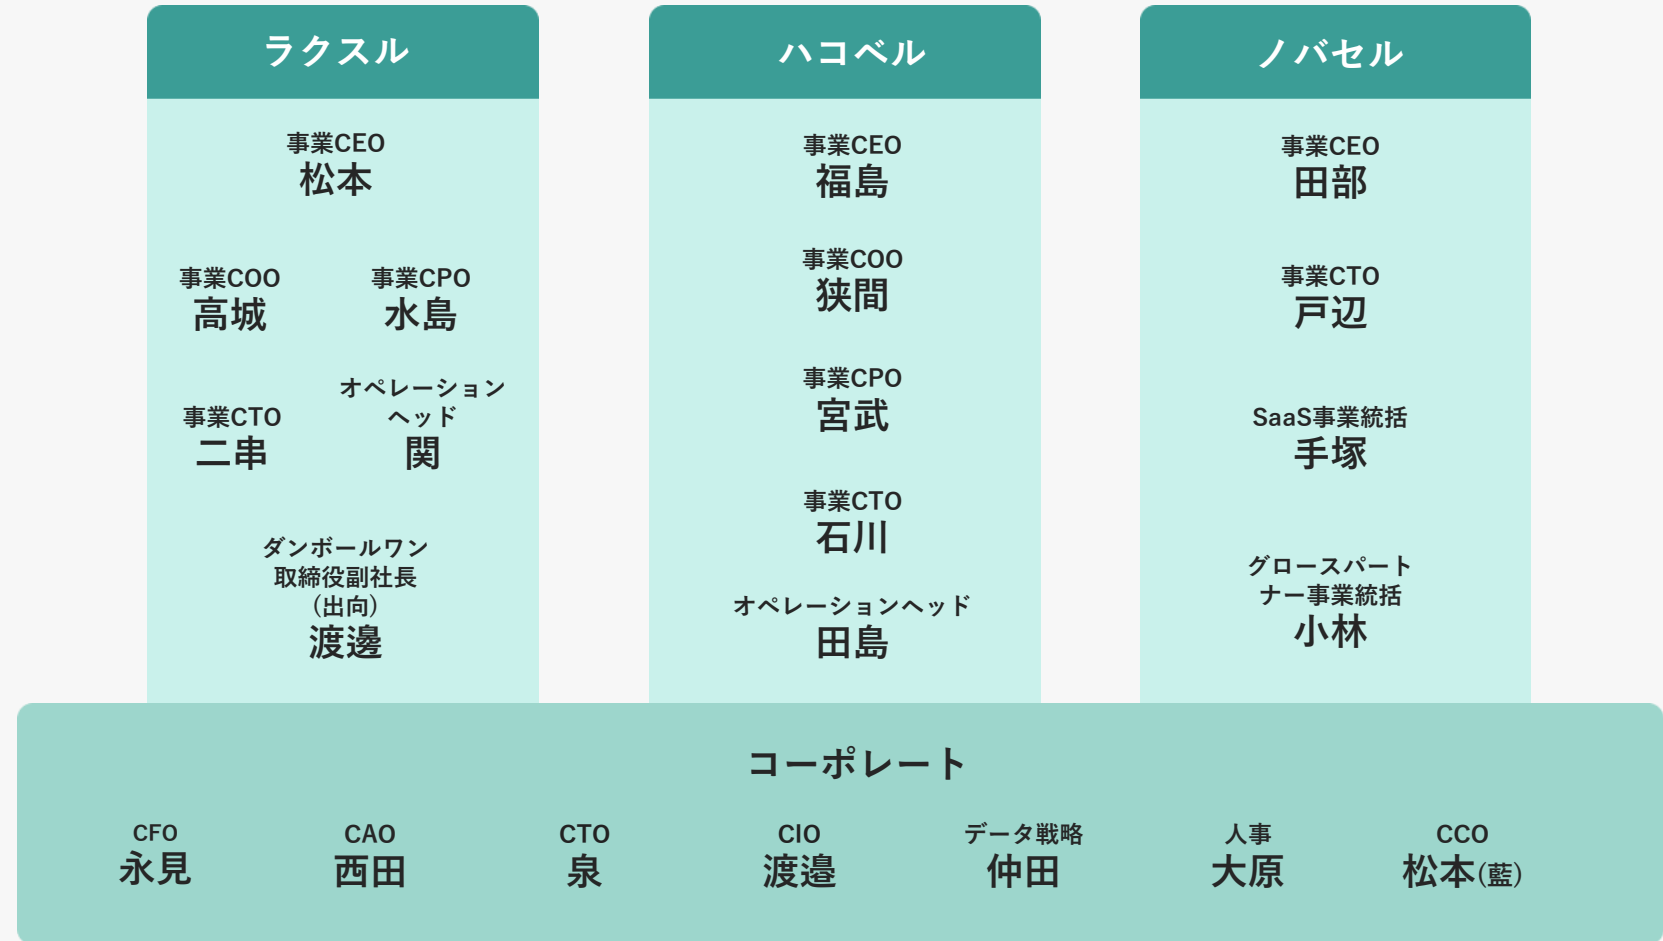 ラクスル
事業CEO
松本
事業COO
高城
事業CPO
水島
事業CTO
二串
オペレーション
ヘッド
関
ダンボールワン
取締役副社長
(出向)
渡邊
ハコベル
事業CEO
福島
事業COO
狭間
事業CPO
宮武
事業CTO
石川
オペレーションヘッド
田島
ノバセル
事業CEO
田部
事業CTO
戸辺
SaaS事業統括
手塚
グロースパート
ナー事業統括
小林
コーポレート
CFO
永見
CAO
西田
CTO
泉
CIO
渡邉
データ戦略
仲田
人事
大原
CCO
松本(藍)